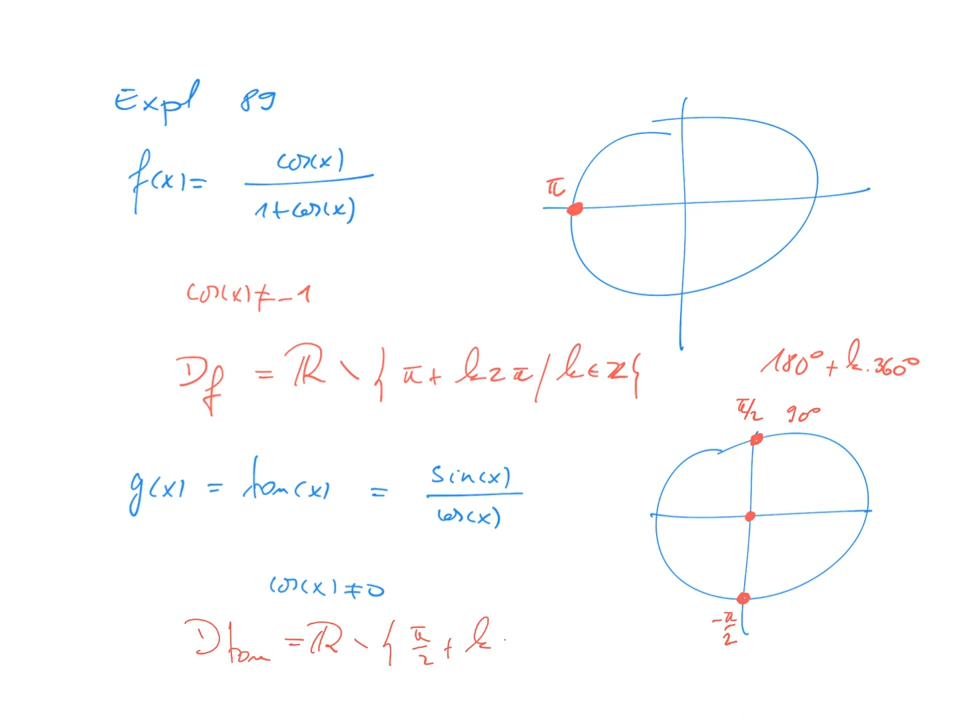 Expl 89
f(x) = cos(x) / 1+cos(x)
π
cos(x) ≠ -1
Df = ℝ \ { π + k2π / k ∈ ℤ {
180° + k. 360°
π/2 90°
g(x) = tan(x) = sin(x) / cos(x)
cos(x) ≠ 0
-π/2
Dtan = ℝ \ { π/2 + k .